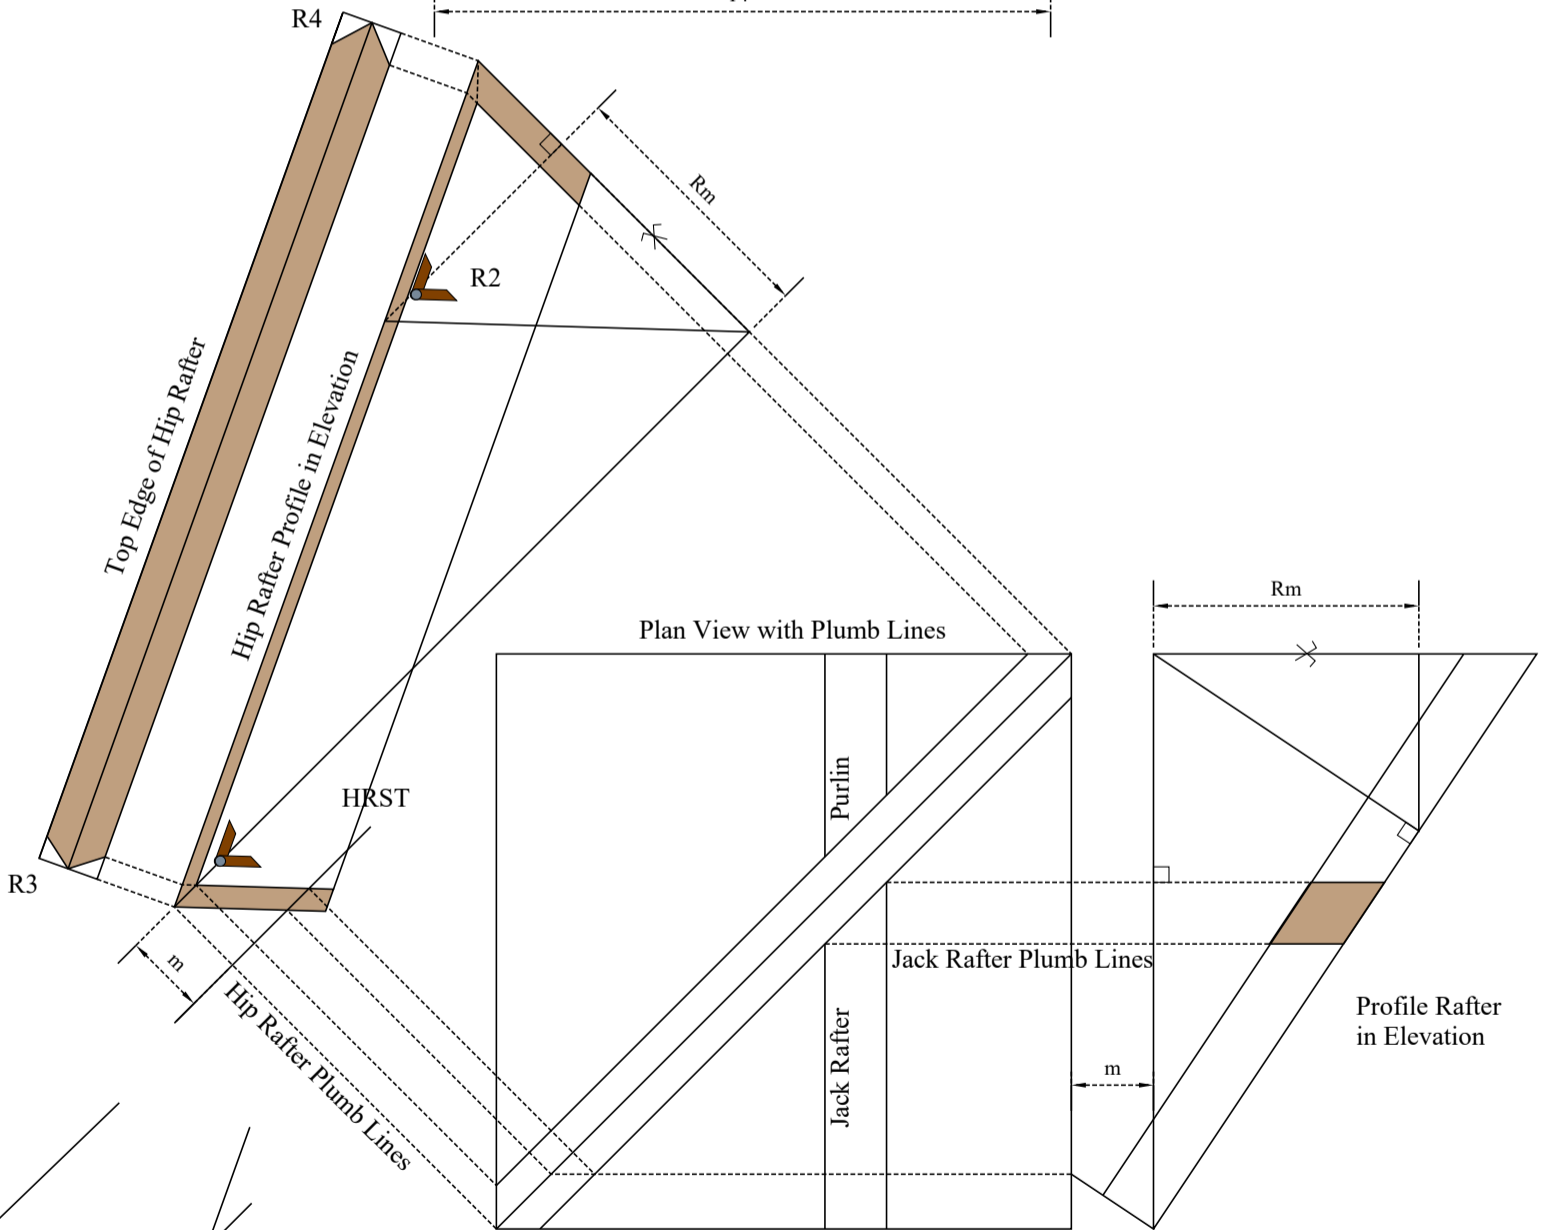 R4
Rm
R2
Top Edge of Hip Rafter
Hip Rafter Profile in Elevation
Rm
Plan View with Plumb Lines
Purlin
HRST
R3
m
Hip Rafter Plumb Lines
Jack Rafter Plumb Lines
Jack Rafter
m
Profile Rafter
in Elevation